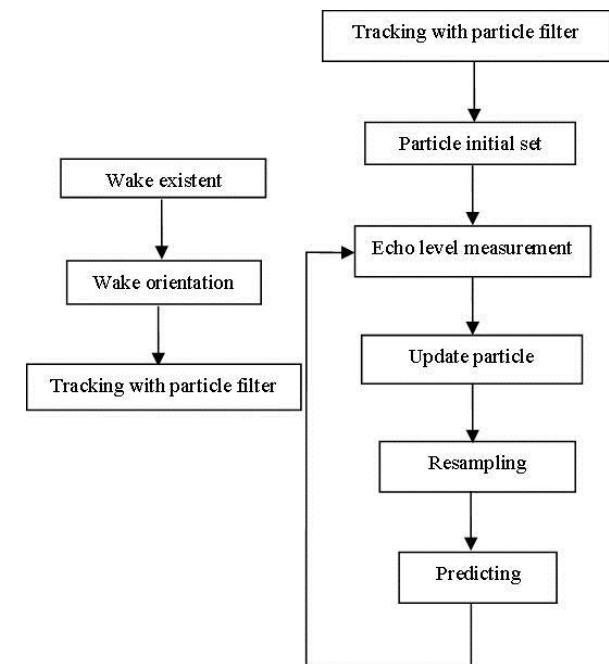 Wake existent
Wake orientation
Tracking with particle filter
Tracking with particle filter
Particle initial set
Echo level measurement
Update particle
Resampling
Predicting